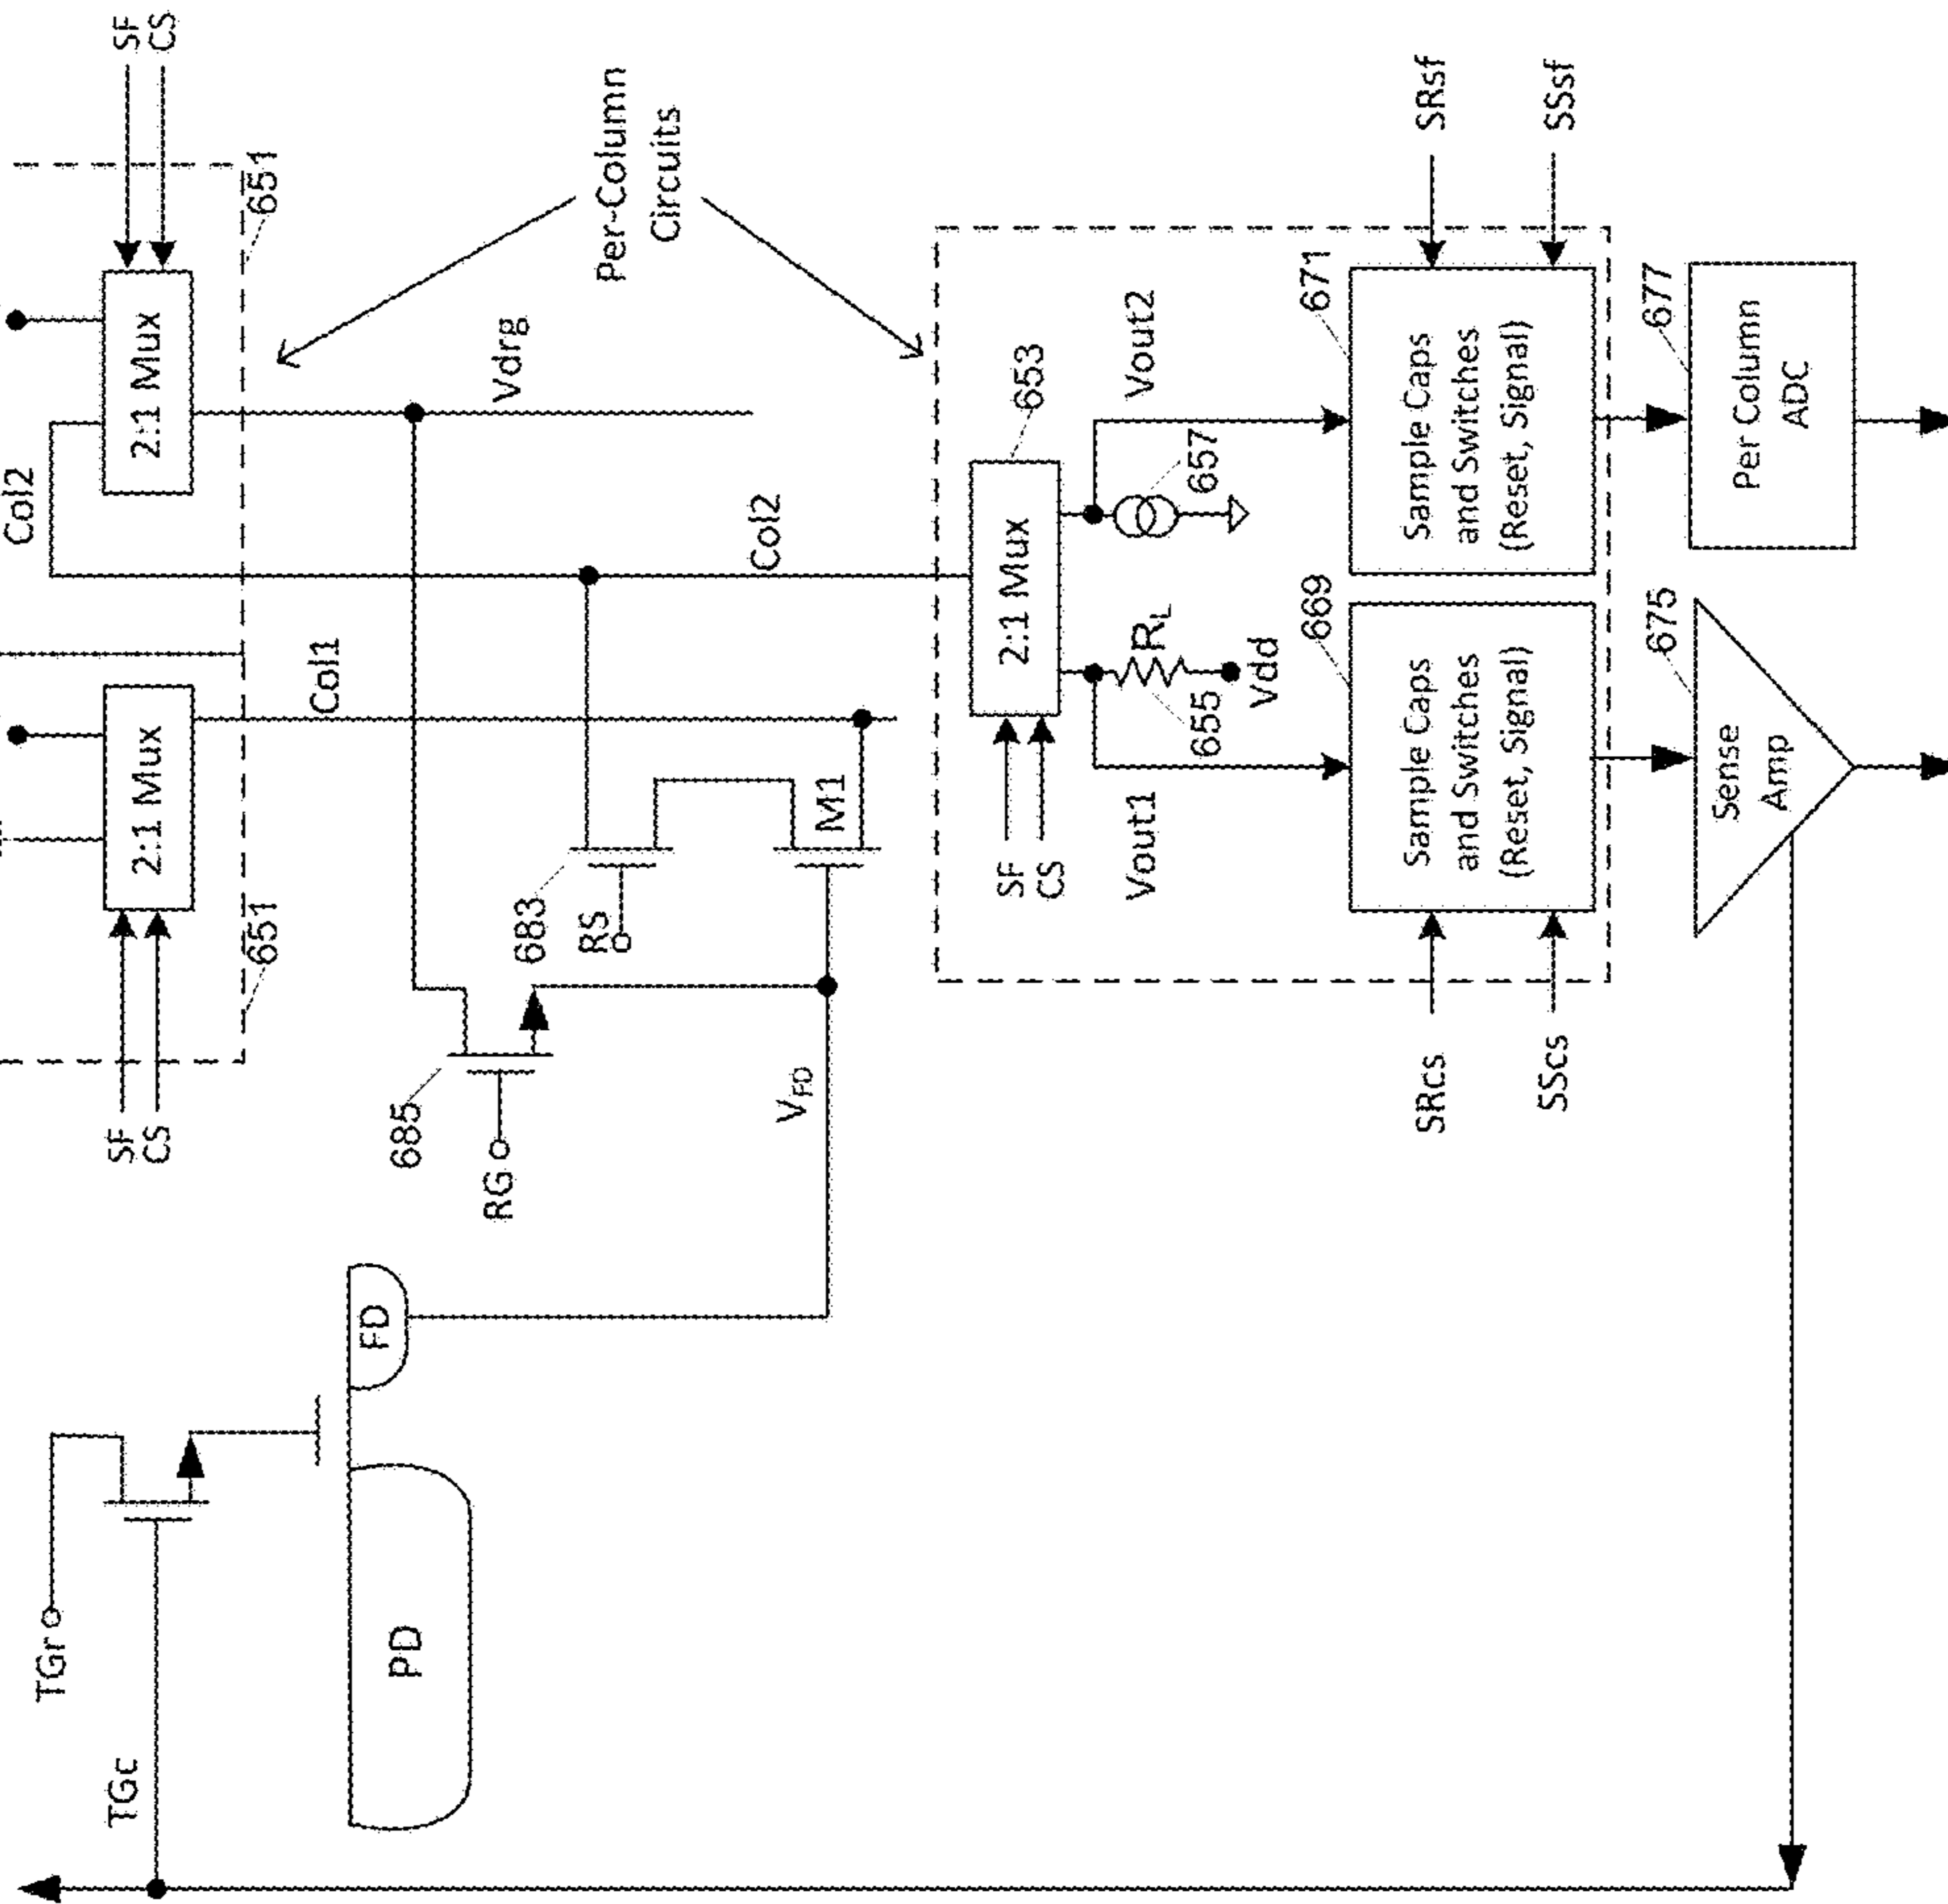 TGr
TGc
PD
FD
SF
CS
2:1 Mux
651
Col1
Col2
2:1 Mux
SF
CS
651
Vdrg
Per-Column
Circuits
685
RG
683
RS
M1
VFD
Col2
SF
CS
2:1 Mux
653
Vout1
655
RL
Vdd
657
Vout2
669
Sample Caps
and Switches
(Reset, Signal)
671
Sample Caps
and Switches
(Reset, Signal)
SRcs
SScs
SRsf
SSsf
675
Sense
Amp
677
Per Column
ADC